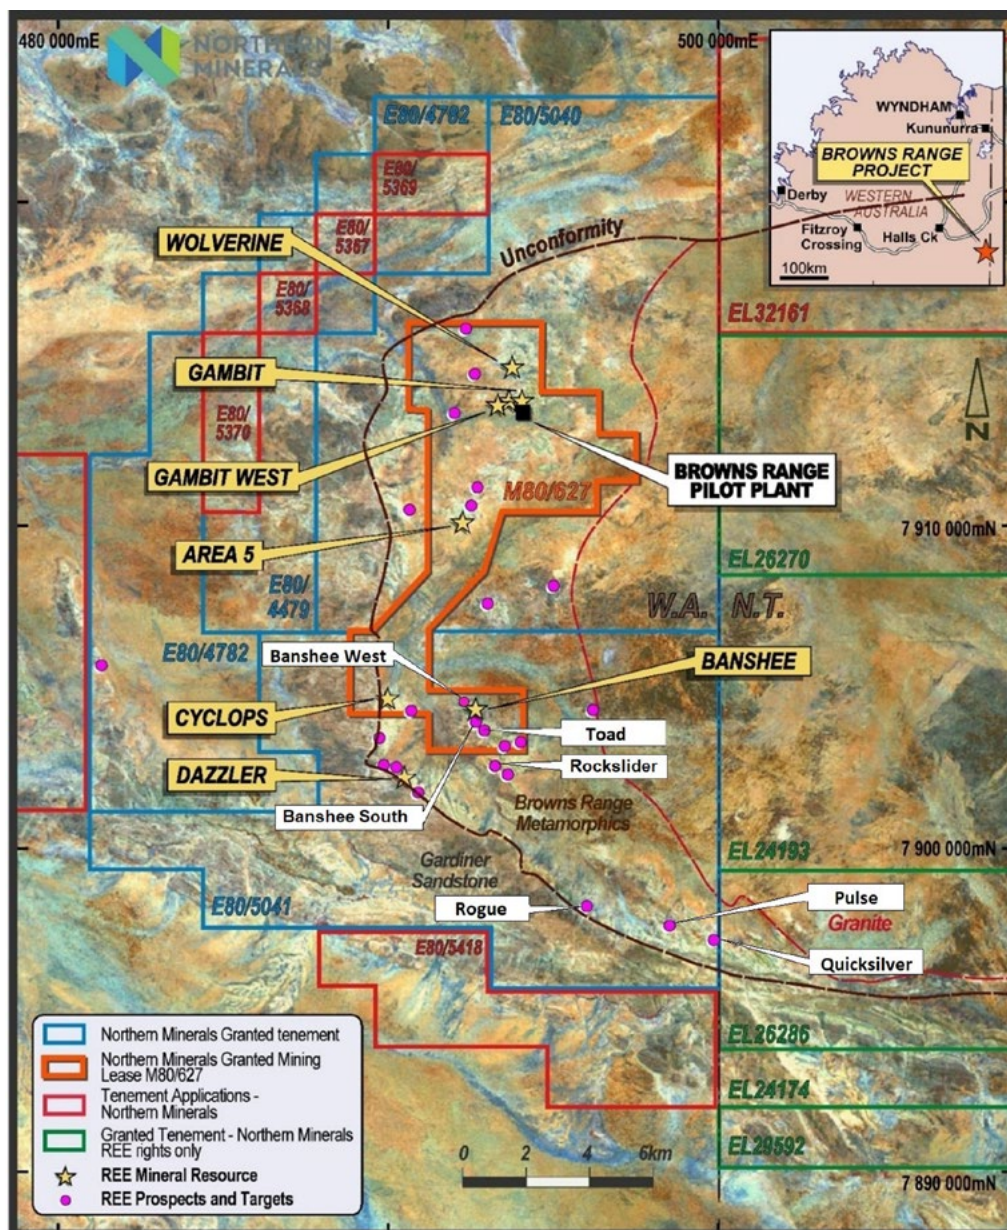 480 000mE
500 000mE
NORTHERN
MINERALS
WYNDHAM
Kununurra
BROWNS RANGE
PROJECT
Derby
WESTERN
AUSTRALIA
Fitzroy
Crossing
Halls Ck
100km
E80/4782
E80/5040
E80/
5369
E80/
5367
E80/
5368
E80/
5370
WOLVERINE
Unconformity
EL32161
GAMBIT
N
GAMBIT WEST
BROWNS RANGE
PILOT PLANT
M80/627
AREA 5
7 910 000mN
EL26270
E80/
4479
W.A. N.T.
E80/4782
Banshee West
BANSHEE
CYCLOPS
Toad
DAZZLER
Rockslider
Banshee South
Browns Range
Metamorphics
Gardiner
Sandstone
EL24193
7 900 000mN
E80/5041
Rogue
Pulse
Granite
E80/5418
Quicksilver
EL26286
EL24174
EL29592
7 890 000mN
Northern Minerals Granted tenement
Northern Minerals Granted Mining
Lease M80/627
Tenement Applications -
Northern Minerals
Granted Tenement - Northern Minerals
REE rights only
REE Mineral Resource
REE Prospects and Targets
0 2 4 6km